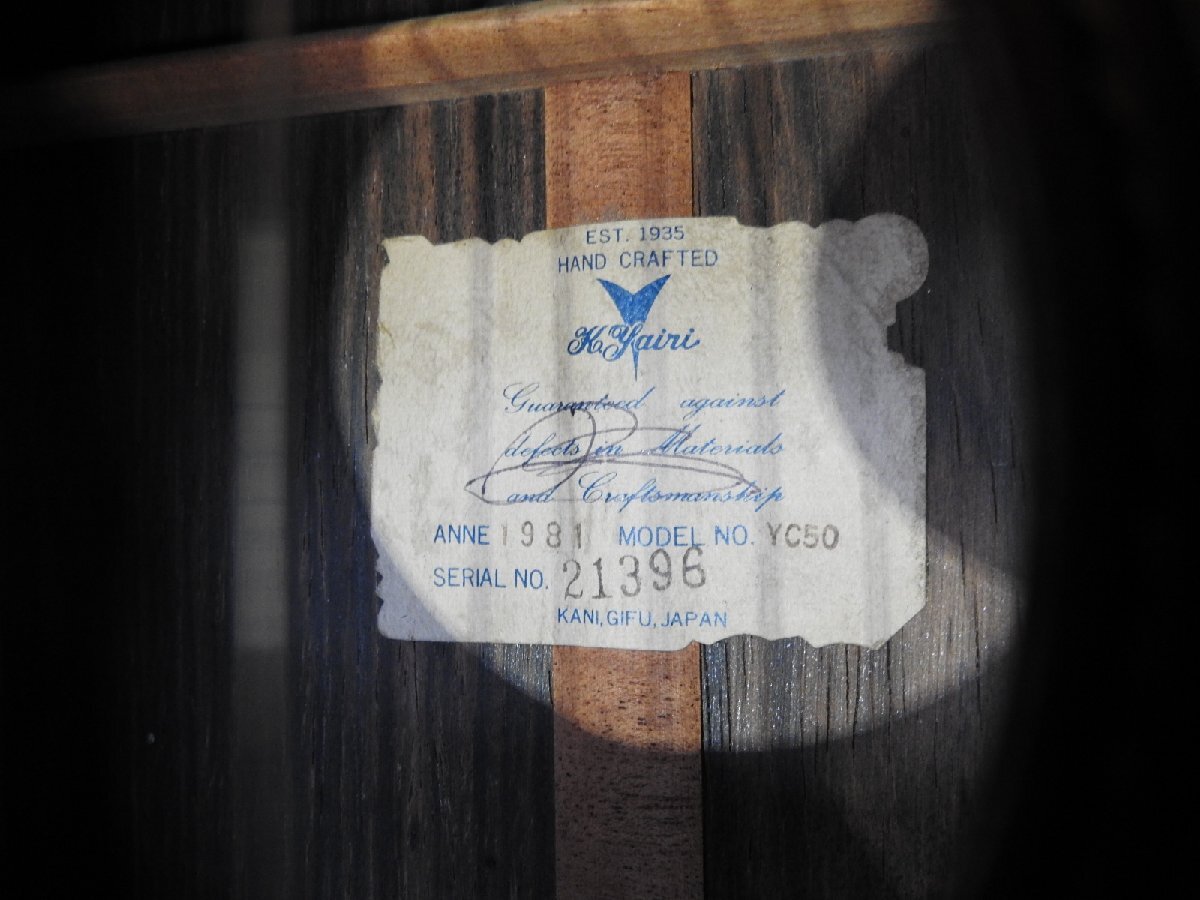 EST. 1935
HAND CRAFTED
K.Yairi
Guaranteed against
defects in Materials
and Craftsmanship
ANNE 1981 MODEL NO. YC50
SERIAL NO. 21396
KANI, GIFU, JAPAN